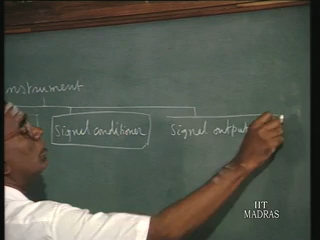 nstrument
Signal conditioner
Signal output
IIT
MADRAS